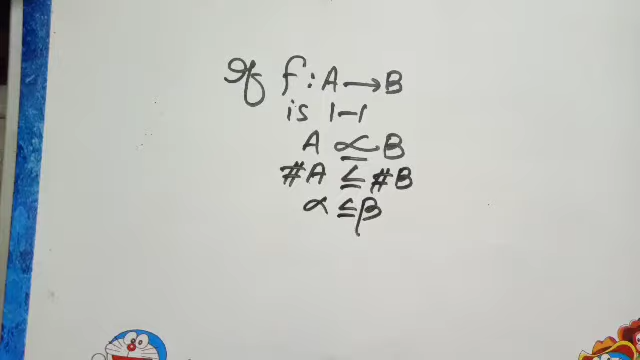 If f : A → B
is 1-1
A ⪷ B
#A ≤ #B
α ≤ β